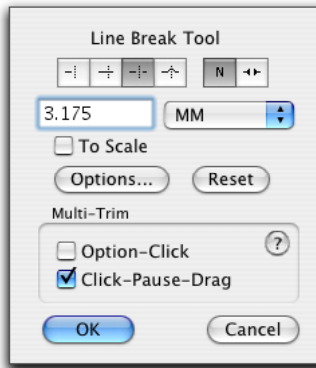 Line Break Tool
N
3.175 MM
To Scale
Options... Reset
Multi-Trim
?
Option-Click
Click-Pause-Drag
OK Cancel